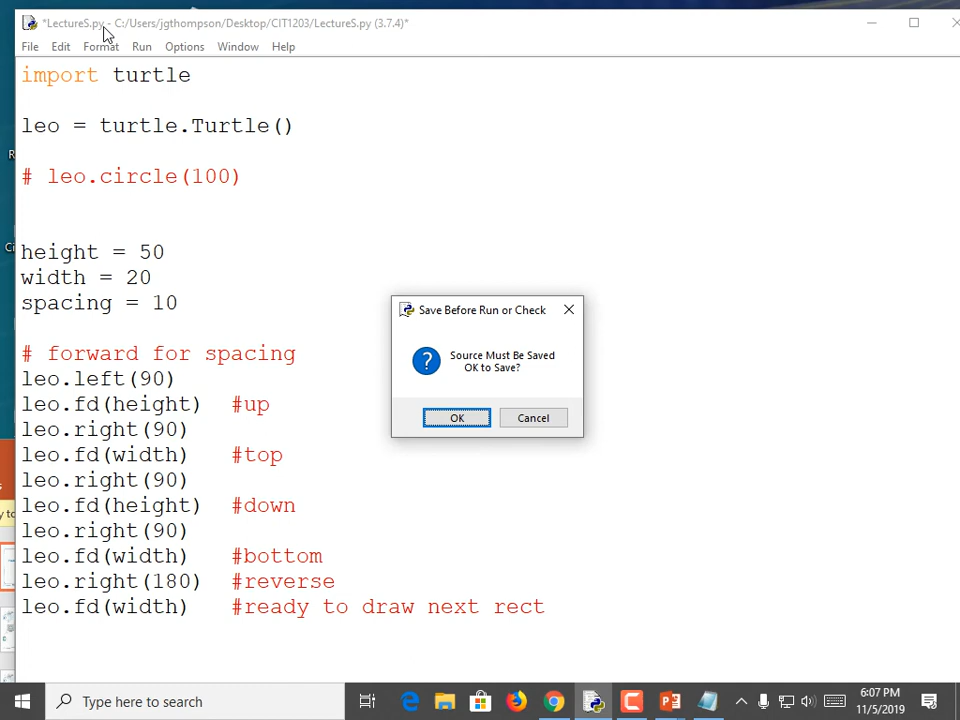 *LectureS.py - C:/Users/jgthompson/Desktop/CIT1203/LectureS.py (3.7.4)*
File Edit Format Run Options Window Help
import turtle
leo = turtle.Turtle()
# leo.circle(100)
height = 50
width = 20
spacing = 10
# forward for spacing
leo.left(90)
leo.fd(height) #up
leo.right(90)
leo.fd(width) #top
leo.right(90)
leo.fd(height) #down
leo.right(90)
leo.fd(width) #bottom
leo.right(180) #reverse
leo.fd(width) #ready to draw next rect
Save Before Run or Check
Source Must Be Saved
OK to Save?
OK Cancel
Type here to search
6:07 PM
11/5/2019